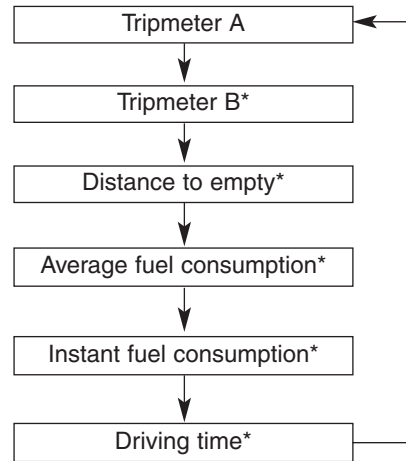 Tripmeter A
Tripmeter B*
Distance to empty*
Average fuel consumption*
Instant fuel consumption*
Driving time*